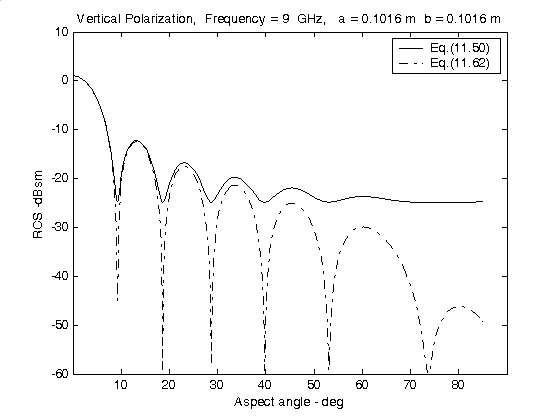 Vertical Polarization, Frequency = 9 GHz, a = 0.1016 m b = 0.1016 m
Eq.(11.50)
Eq.(11.62)
10
0
-10
-20
-30
-40
-50
-60
RCS -dBsm
10 20 30 40 50 60 70 80
Aspect angle - deg